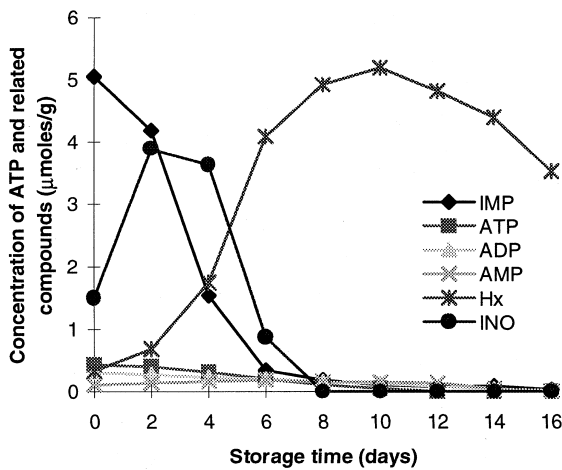 Concentration of ATP and related
compounds (μmoles/g)
6
5
4
3
2
1
0
IMP
ATP
ADP
AMP
Hx
INO
0 2 4 6 8 10 12 14 16
Storage time (days)